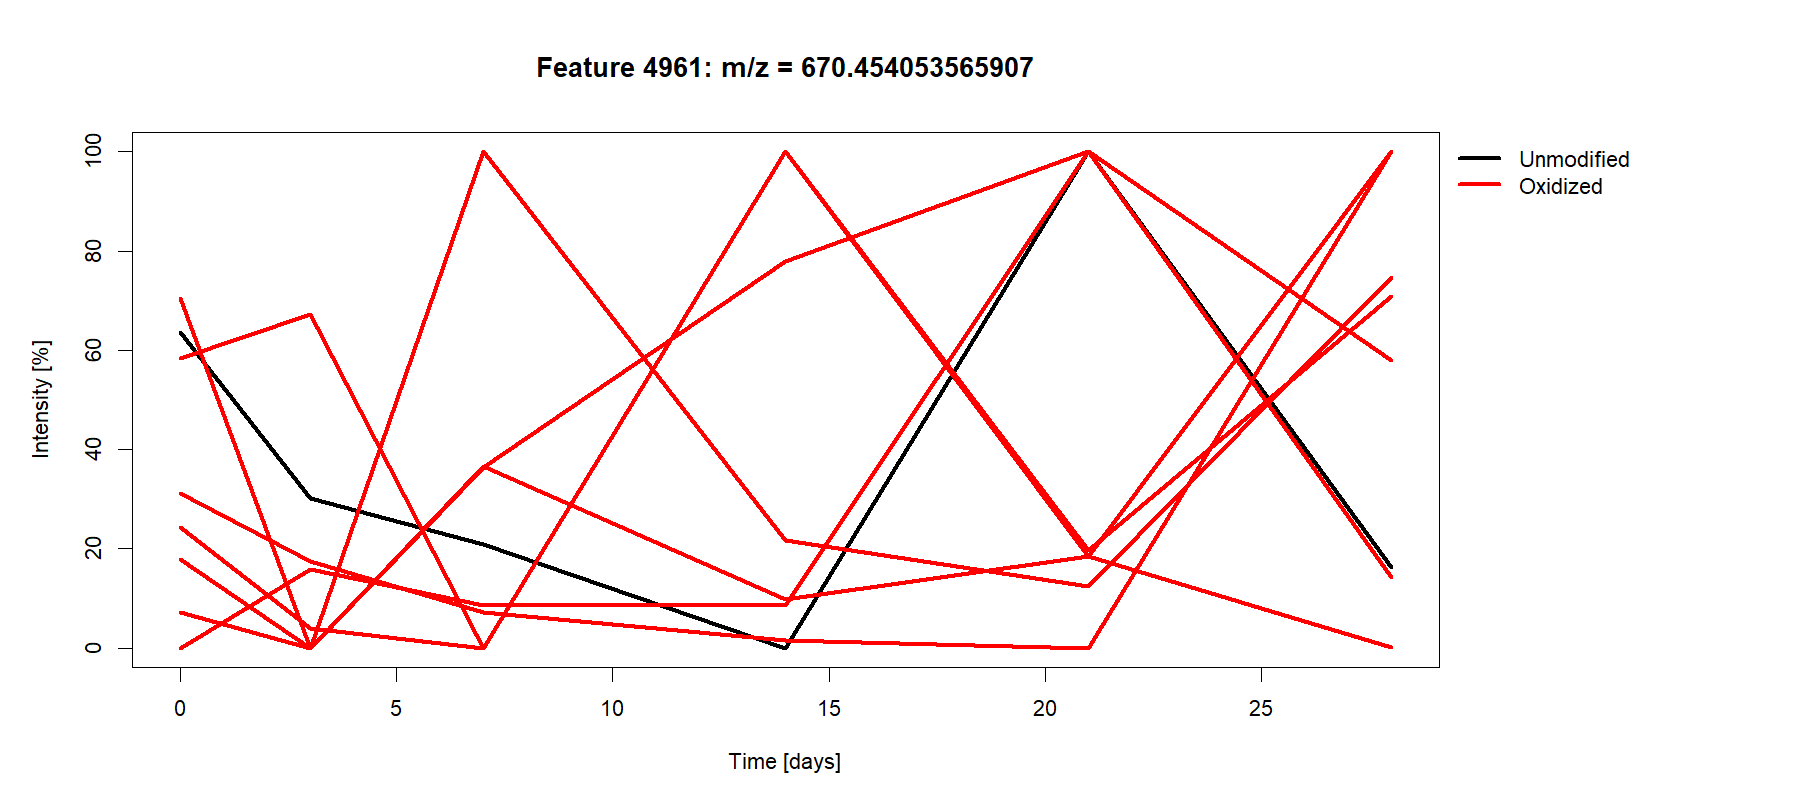 Feature 4961: m/z = 670.454053565907
Unmodified
Oxidized
Intensity [%]
100
80
60
40
20
0
0 5 10 15 20 25
Time [days]